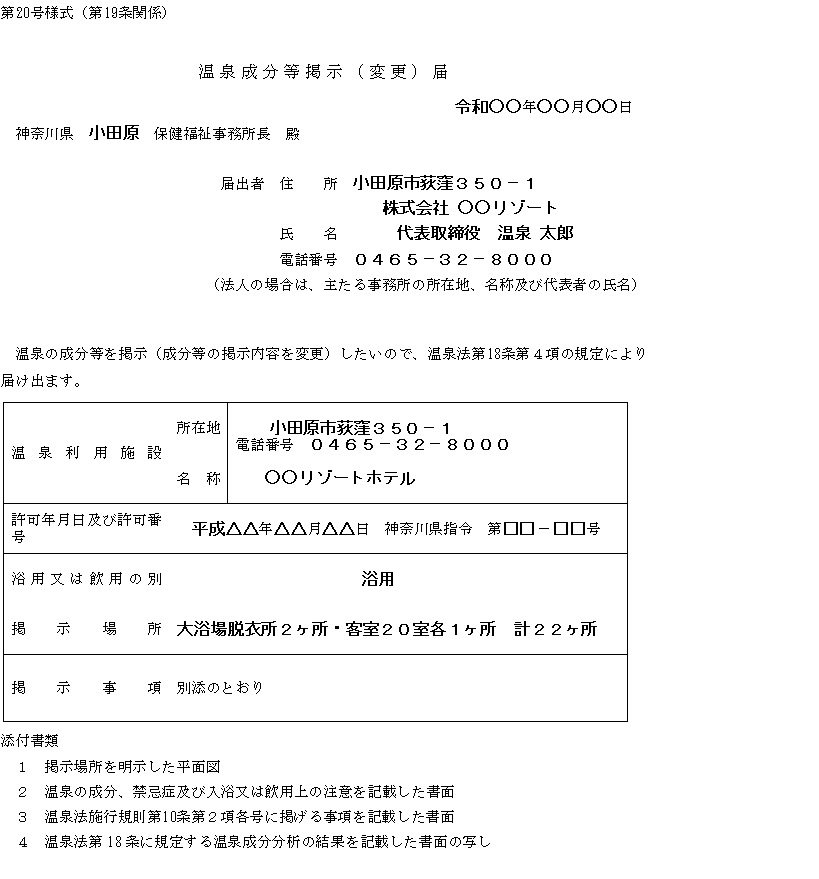 第20号様式（第19条関係）
温泉成分等掲示（変更）届
令和〇〇年〇〇月〇〇日
神奈川県　小田原　保健福祉事務所長　殿
届出者　住　　所　小田原市荻窪３５０－１
株式会社 〇〇リゾート
氏　　名　代表取締役　温泉 太郎
電話番号　０４６５－３２－８０００
（法人の場合は、主たる事務所の所在地、名称及び代表者の氏名）
温泉の成分等を掲示（成分等の掲示内容を変更）したいので、温泉法第18条第４項の規定により
届け出ます。
温泉利用施設
所在地　小田原市荻窪３５０－１
電話番号　０４６５－３２－８０００
名　称　〇〇リゾートホテル
許可年月日及び許可番号　平成△△年△△月△△日　神奈川県指令　第□□－□□号
浴用又は飲用の別　浴用
掲示場所　大浴場脱衣所２ヶ所・客室２０室各１ヶ所　計２２ヶ所
掲示事項　別添のとおり
添付書類
１　掲示場所を明示した平面図
２　温泉の成分、禁忌症及び入浴又は飲用上の注意を記載した書面
３　温泉法施行規則第10条第２項各号に掲げる事項を記載した書面
４　温泉法第 18 条に規定する温泉成分分析の結果を記載した書面の写し